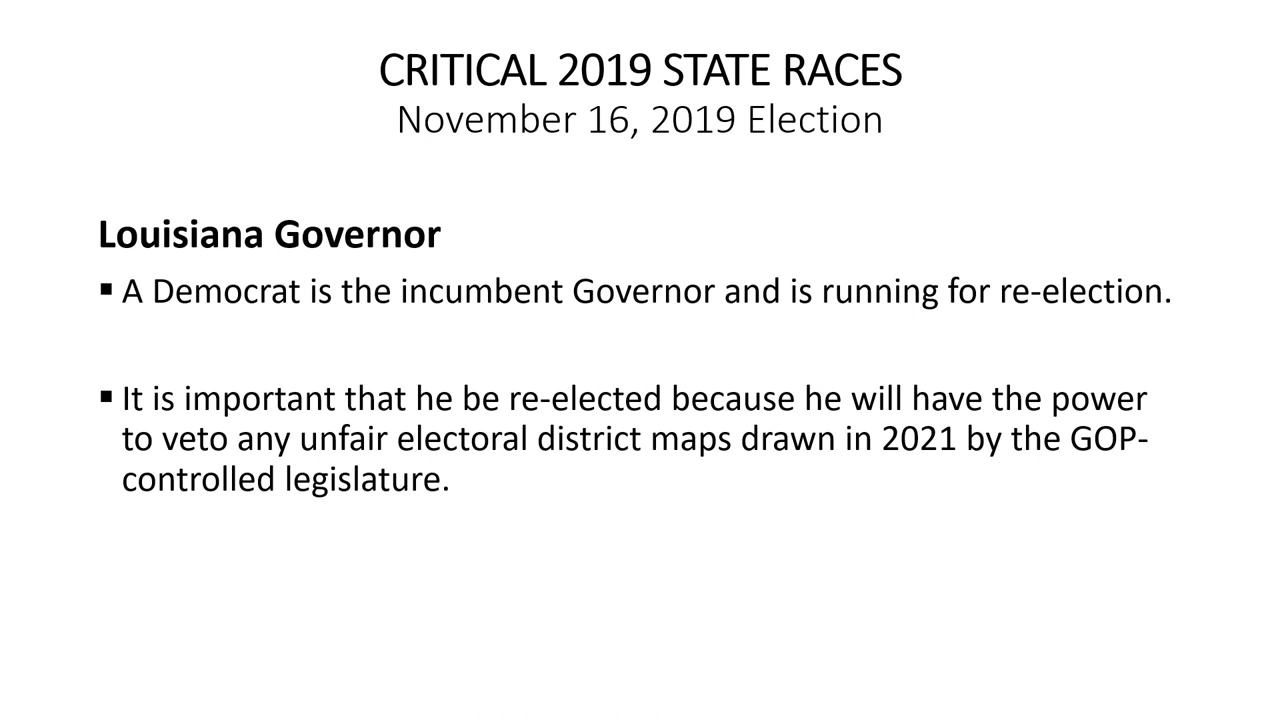 CRITICAL 2019 STATE RACES
November 16, 2019 Election
Louisiana Governor
▪ A Democrat is the incumbent Governor and is running for re-election.
▪ It is important that he be re-elected because he will have the power
to veto any unfair electoral district maps drawn in 2021 by the GOP-
controlled legislature.